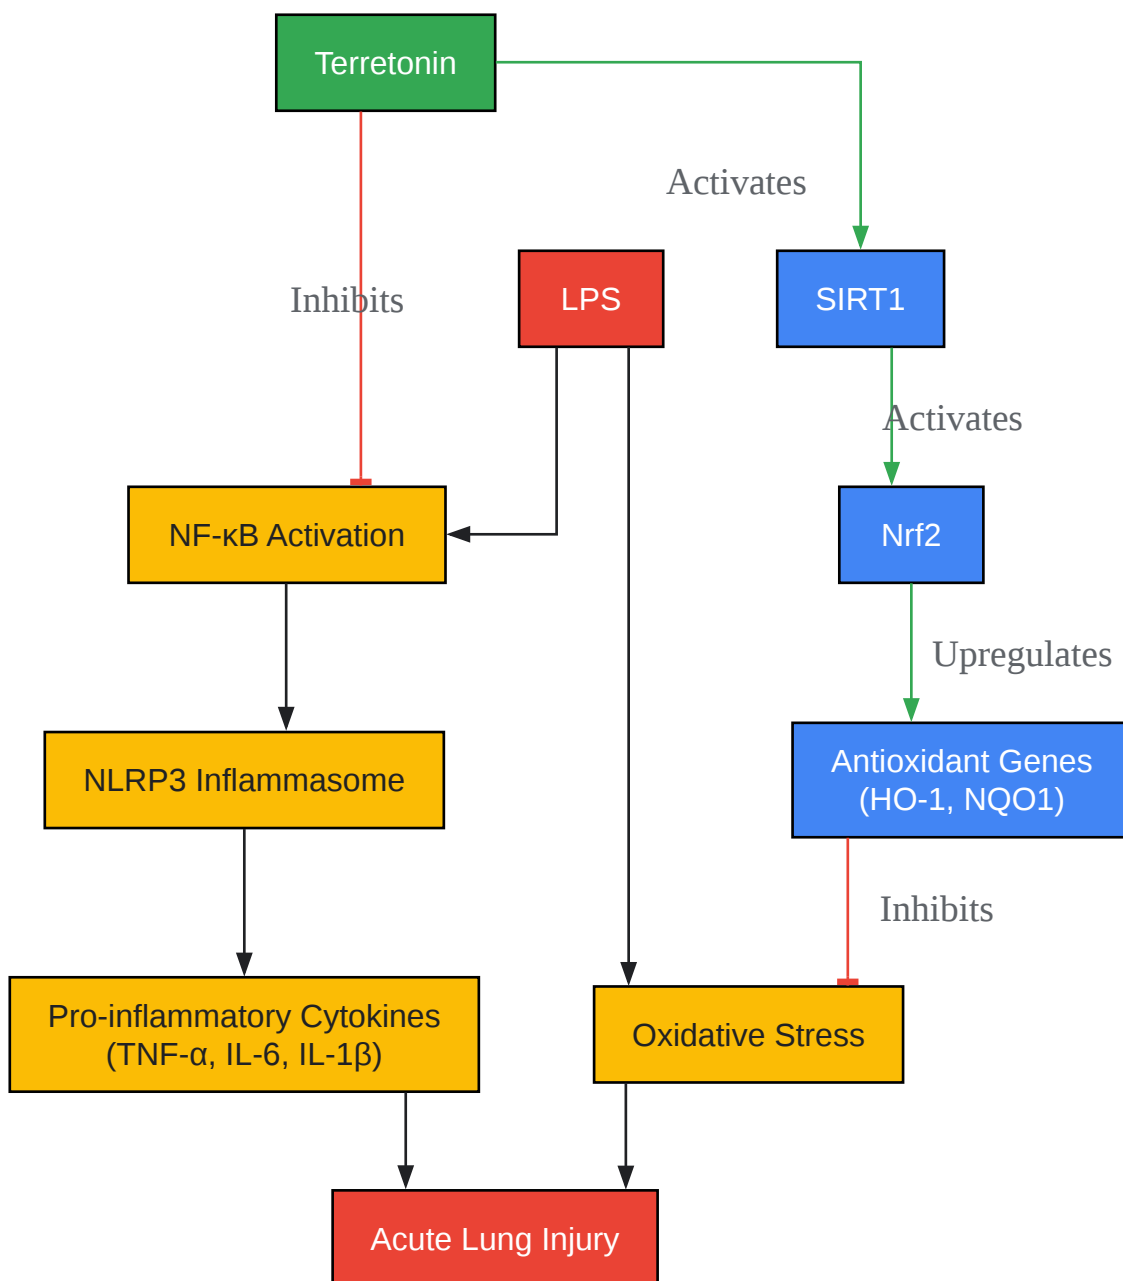 Terretonin
Activates
Inhibits
LPS
SIRT1
Activates
NF-κB Activation
Nrf2
Upregulates
NLRP3 Inflammasome
Antioxidant Genes
(HO-1, NQO1)
Inhibits
Pro-inflammatory Cytokines
(TNF-α, IL-6, IL-1β)
Oxidative Stress
Acute Lung Injury